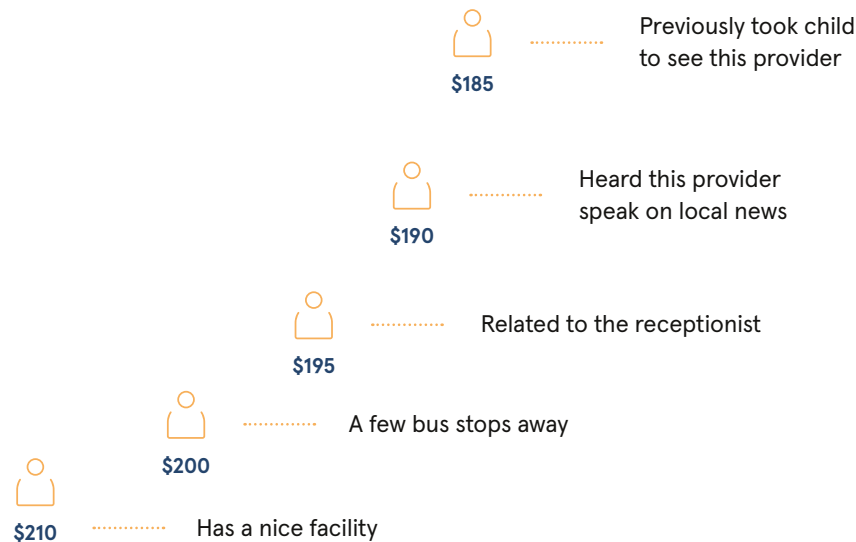 Previously took child
to see this provider
$185
Heard this provider
speak on local news
$190
Related to the receptionist
$195
A few bus stops away
$200
Has a nice facility
$210